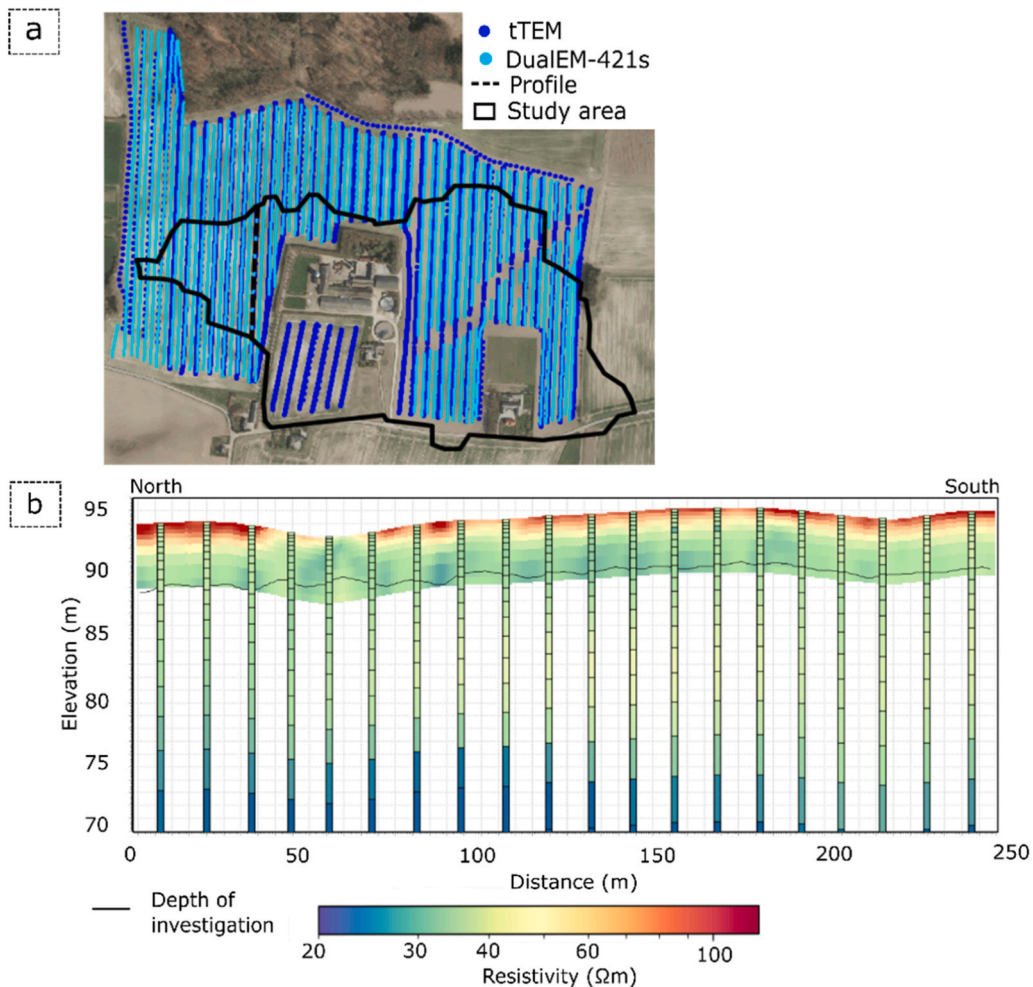 a
tTEM
DualEM-421s
Profile
Study area
b
North
South
95
90
85
80
75
70
Elevation (m)
0
50
100
150
200
250
Distance (m)
Depth of
investigation
20
30
40
60
100
Resistivity (Ωm)